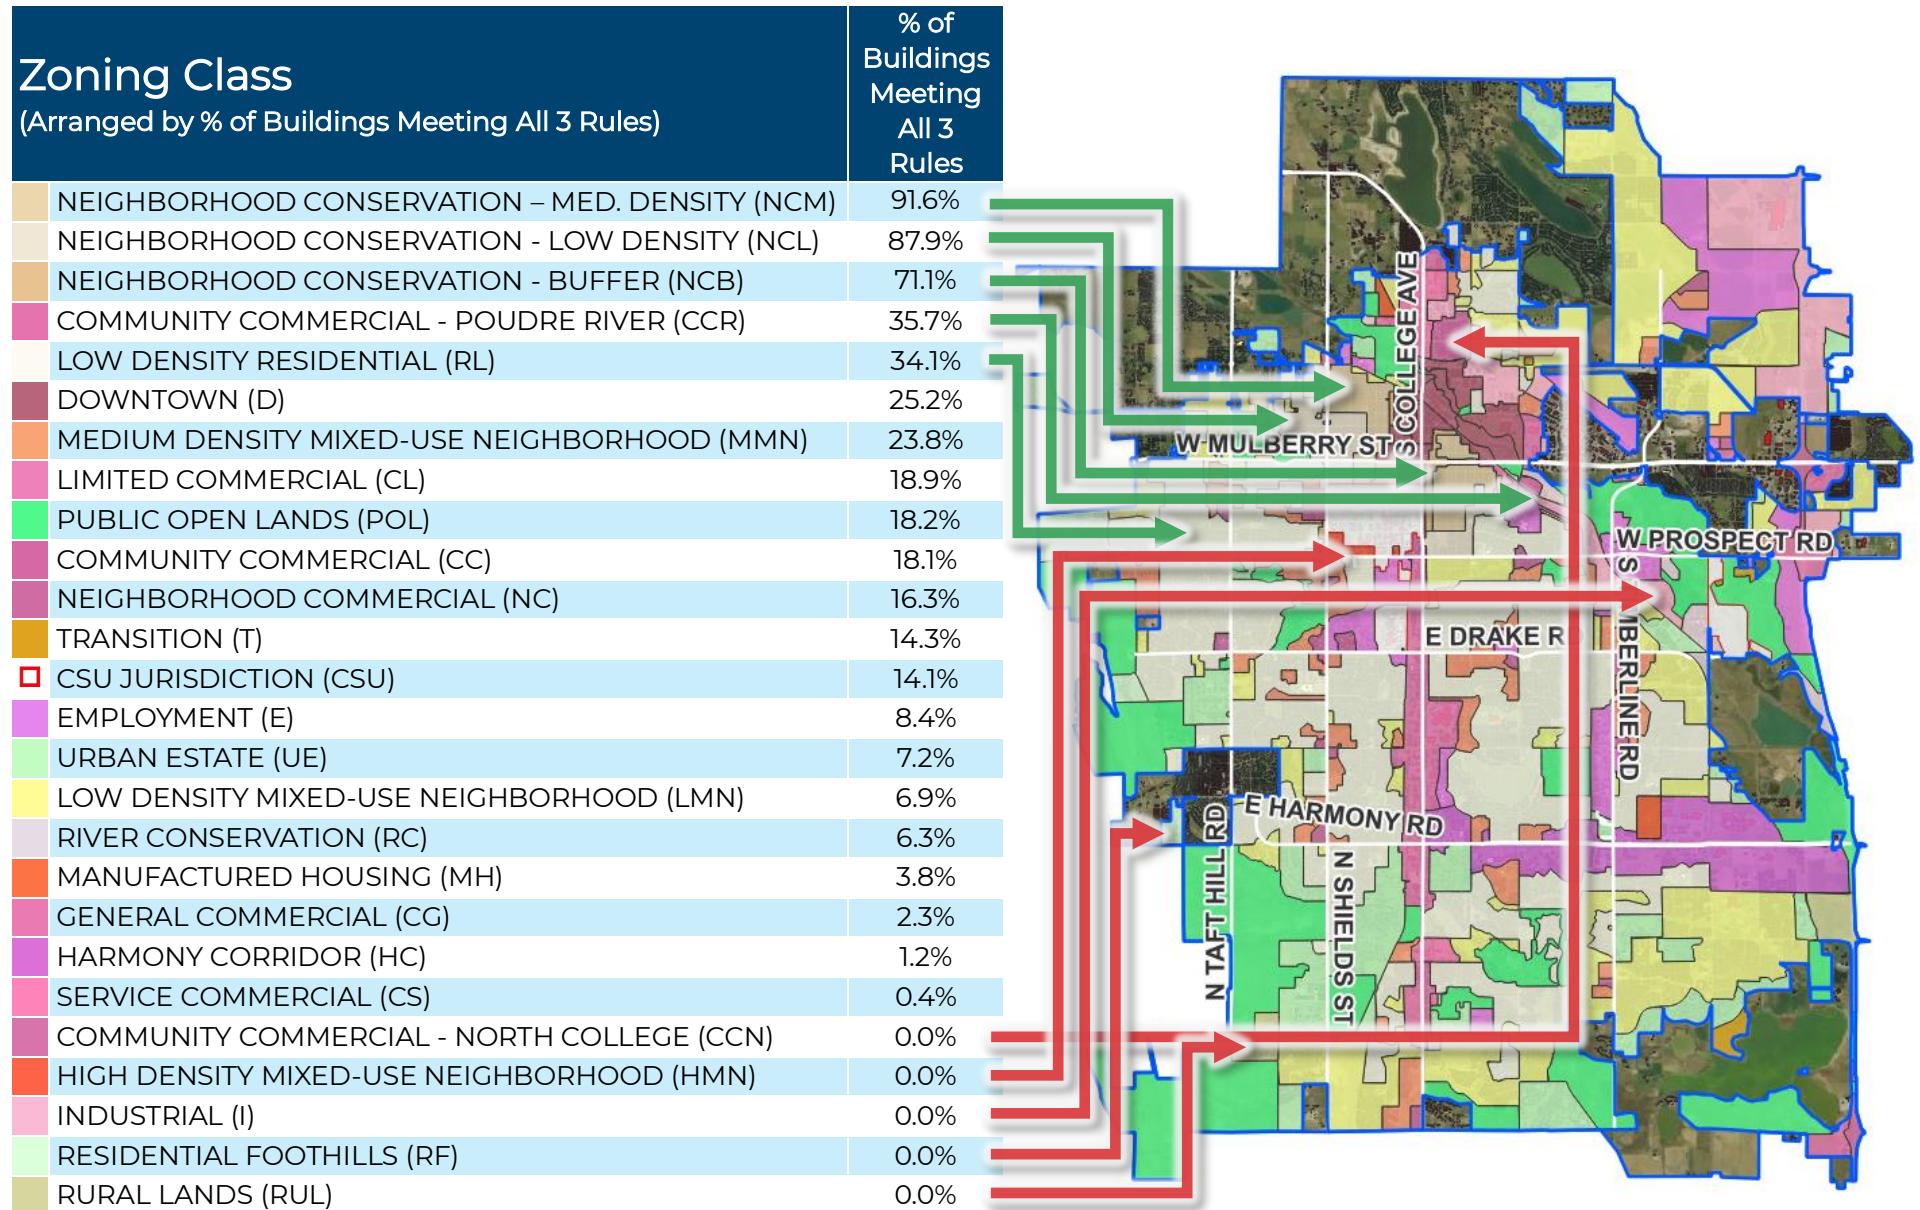 Zoning Class
(Arranged by % of Buildings Meeting All 3 Rules)
% of
Buildings
Meeting
All 3
Rules
NEIGHBORHOOD CONSERVATION – MED. DENSITY (NCM) 91.6%
NEIGHBORHOOD CONSERVATION - LOW DENSITY (NCL) 87.9%
NEIGHBORHOOD CONSERVATION - BUFFER (NCB) 71.1%
COMMUNITY COMMERCIAL - POUDRE RIVER (CCR) 35.7%
LOW DENSITY RESIDENTIAL (RL) 34.1%
DOWNTOWN (D) 25.2%
MEDIUM DENSITY MIXED-USE NEIGHBORHOOD (MMN) 23.8%
LIMITED COMMERCIAL (CL) 18.9%
PUBLIC OPEN LANDS (POL) 18.2%
COMMUNITY COMMERCIAL (CC) 18.1%
NEIGHBORHOOD COMMERCIAL (NC) 16.3%
TRANSITION (T) 14.3%
CSU JURISDICTION (CSU) 14.1%
EMPLOYMENT (E) 8.4%
URBAN ESTATE (UE) 7.2%
LOW DENSITY MIXED-USE NEIGHBORHOOD (LMN) 6.9%
RIVER CONSERVATION (RC) 6.3%
MANUFACTURED HOUSING (MH) 3.8%
GENERAL COMMERCIAL (CG) 2.3%
HARMONY CORRIDOR (HC) 1.2%
SERVICE COMMERCIAL (CS) 0.4%
COMMUNITY COMMERCIAL - NORTH COLLEGE (CCN) 0.0%
HIGH DENSITY MIXED-USE NEIGHBORHOOD (HMN) 0.0%
INDUSTRIAL (I) 0.0%
RESIDENTIAL FOOTHILLS (RF) 0.0%
RURAL LANDS (RUL) 0.0%
S COLLEGE AVE
W MULBERRY ST
W PROSPECT RD
E DRAKE RD
S
MBERLINE RD
E HARMONY RD
N TAFT HILL RD
N SHIELDS ST